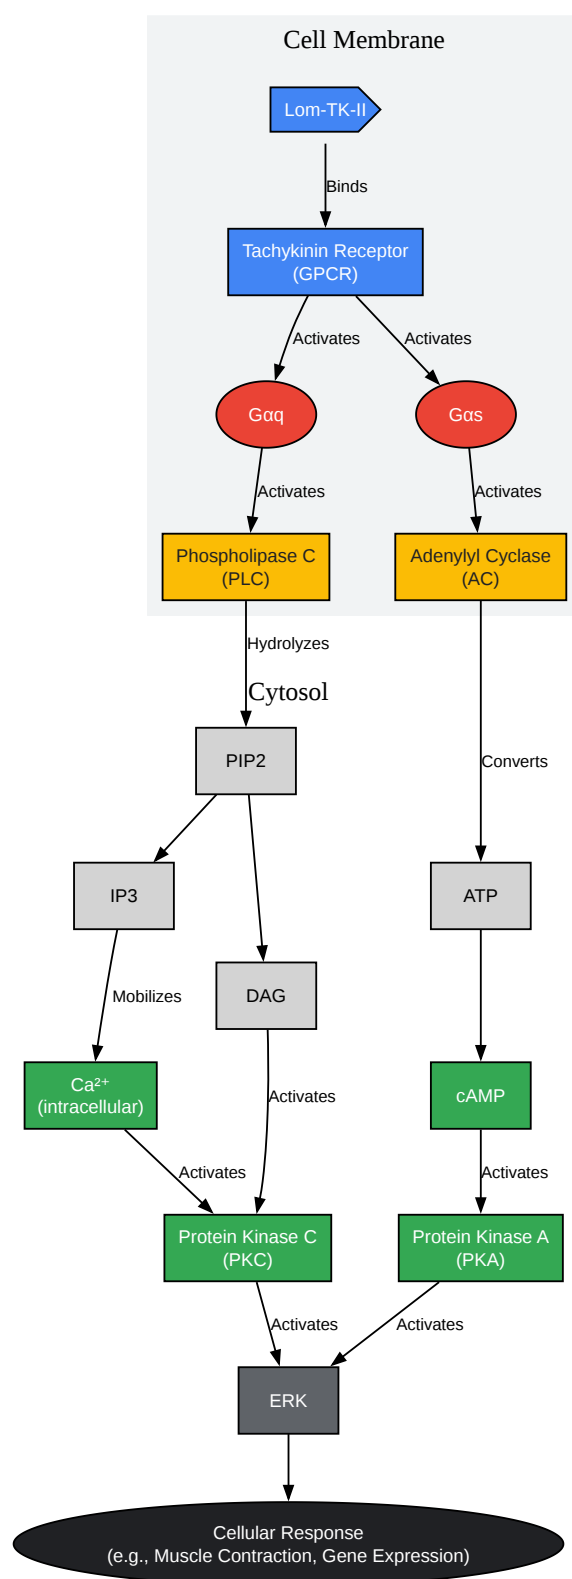 Cell Membrane
Lom-TK-II
Binds
Tachykinin Receptor
(GPCR)
Activates
Activates
Gαq
Gαs
Activates
Activates
Phospholipase C
(PLC)
Adenylyl Cyclase
(AC)
Hydrolyzes
Cytosol
PIP2
Converts
IP3
ATP
DAG
Mobilizes
Ca²⁺
(intracellular)
Activates
cAMP
Activates
Activates
Protein Kinase C
(PKC)
Protein Kinase A
(PKA)
Activates
Activates
ERK
Cellular Response
(e.g., Muscle Contraction, Gene Expression)